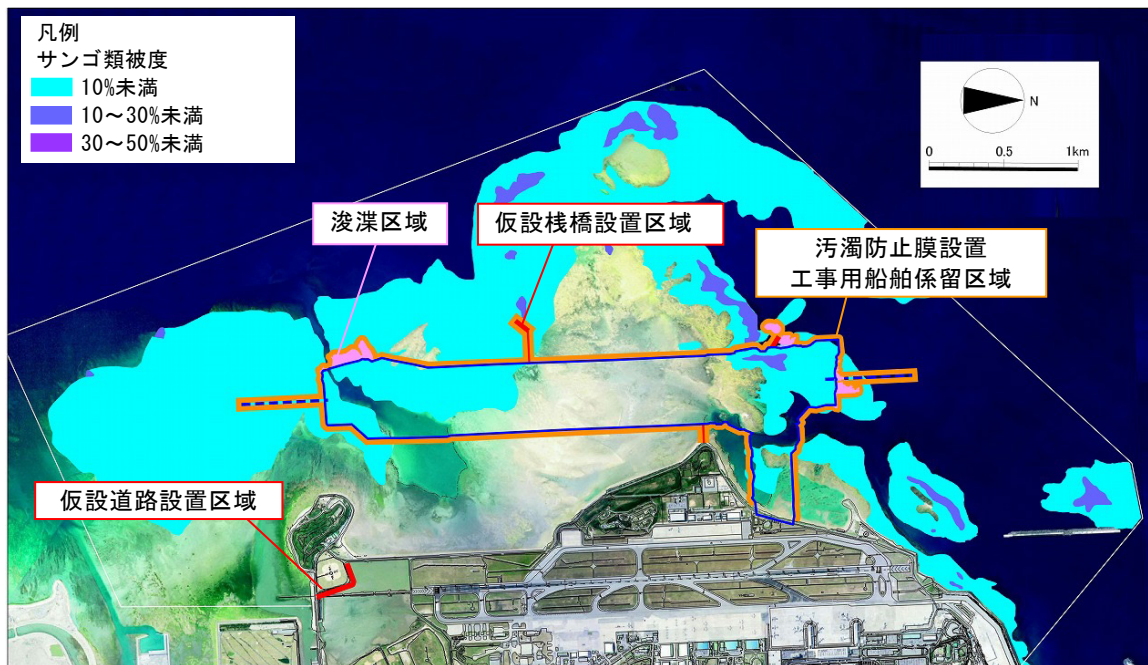 凡例
サンゴ類被度
10%未満
10～30%未満
30～50%未満
N
0 0.5 1km
浚渫区域
仮設桟橋設置区域
汚濁防止膜設置
工事用船舶係留区域
仮設道路設置区域